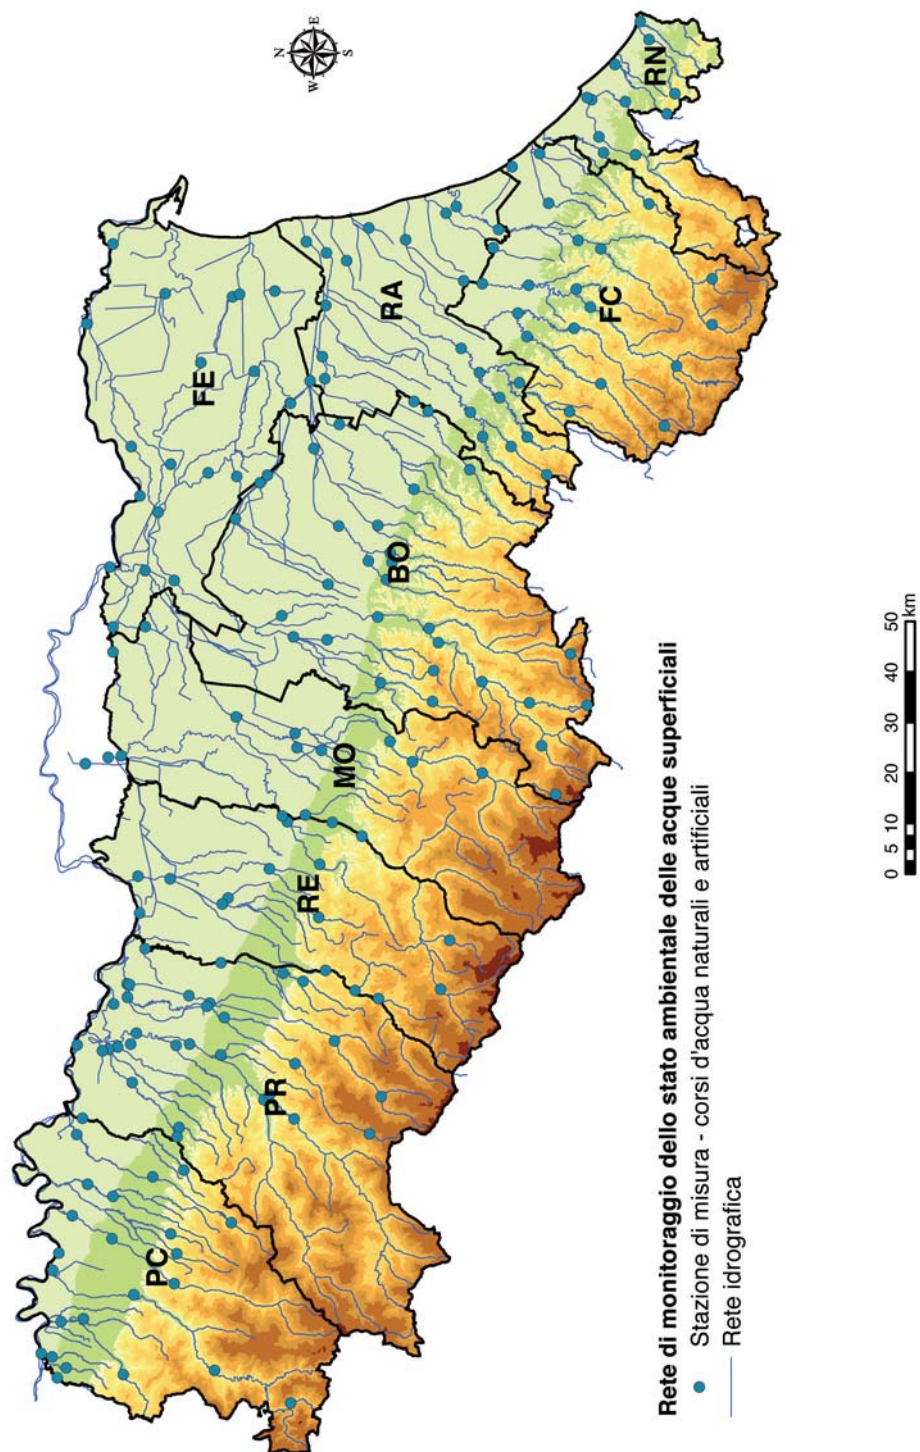 N
W
E
S
PC
PR
RE
MO
BO
FE
RA
FC
RN
Rete di monitoraggio dello stato ambientale delle acque superficiali
Stazione di misura - corsi d'acqua naturali e artificiali
Rete idrografica
0 5 10 20 30 40 50
km